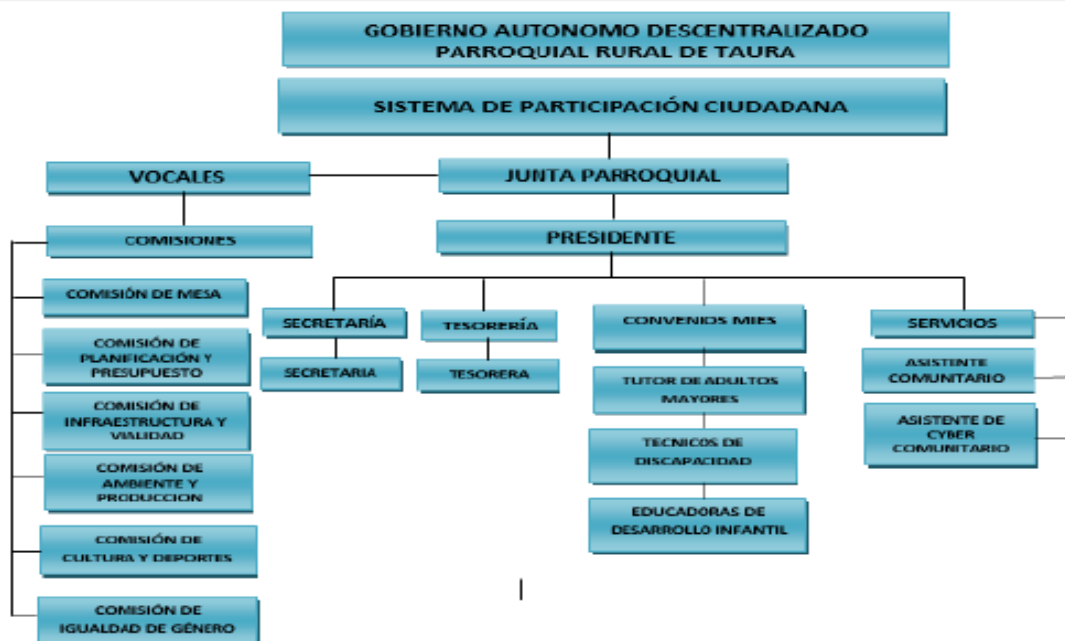 GOBIERNO AUTONOMO DESCENTRALIZADO
PARROQUIAL RURAL DE TAURA
SISTEMA DE PARTICIPACIÓN CIUDADANA
VOCALES
JUNTA PARROQUIAL
COMISIONES
PRESIDENTE
COMISIÓN DE MESA
COMISIÓN DE
PLANIFICACIÓN Y
PRESUPUESTO
COMISIÓN DE
INFRAESTRUCTURA Y
VIALIDAD
COMISIÓN DE
AMBIENTE Y
PRODUCCION
COMISIÓN DE
CULTURA Y DEPORTES
COMISIÓN DE
IGUALDAD DE GÉNERO
SECRETARÍA
SECRETARIA
TESORERÍA
TESORERA
CONVENIOS MIES
TUTOR DE ADULTOS
MAYORES
TECNICOS DE
DISCAPACIDAD
EDUCADORAS DE
DESARROLLO INFANTIL
SERVICIOS
ASISTENTE
COMUNITARIO
ASISTENTE DE
CYBER
COMUNITARIO